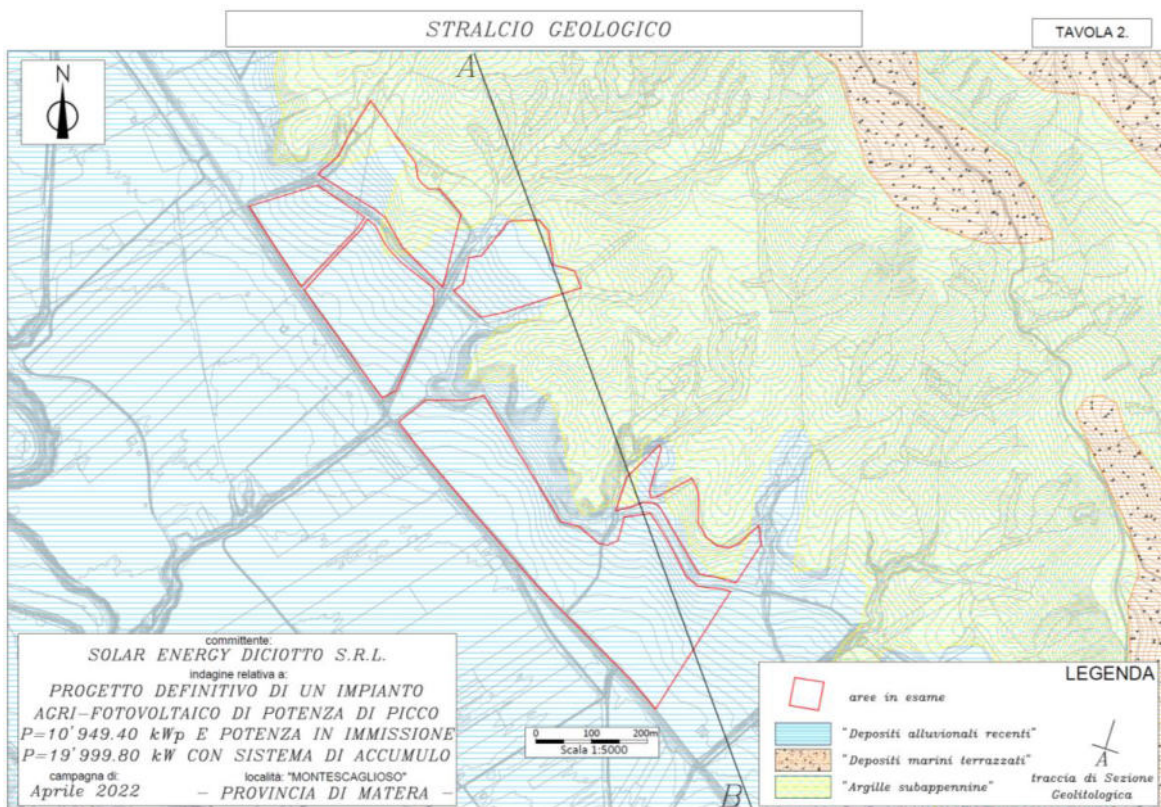 STRALCIO GEOLOGICO
TAVOLA 2.
N
A
committente:
SOLAR ENERGY DICIOTTO S.R.L.
indagine relativa a:
PROGETTO DEFINITIVO DI UN IMPIANTO
AGRI-FOTOVOLTAICO DI POTENZA DI PICCO
P=10'949.40 kWp E POTENZA IN IMMISSIONE
P=19'999.80 kW CON SISTEMA DI ACCUMULO
campagna di: località: "MONTESCAGLIOSO"
Aprile 2022 - PROVINCIA DI MATERA -
0 50 100 200m
Scala 1:5000
B
LEGENDA
aree in esame
"Depositi alluvionali recenti"
"Depositi marini terrazzati"
"Argille subappennine"
A
traccia di Sezione
Geolitologica